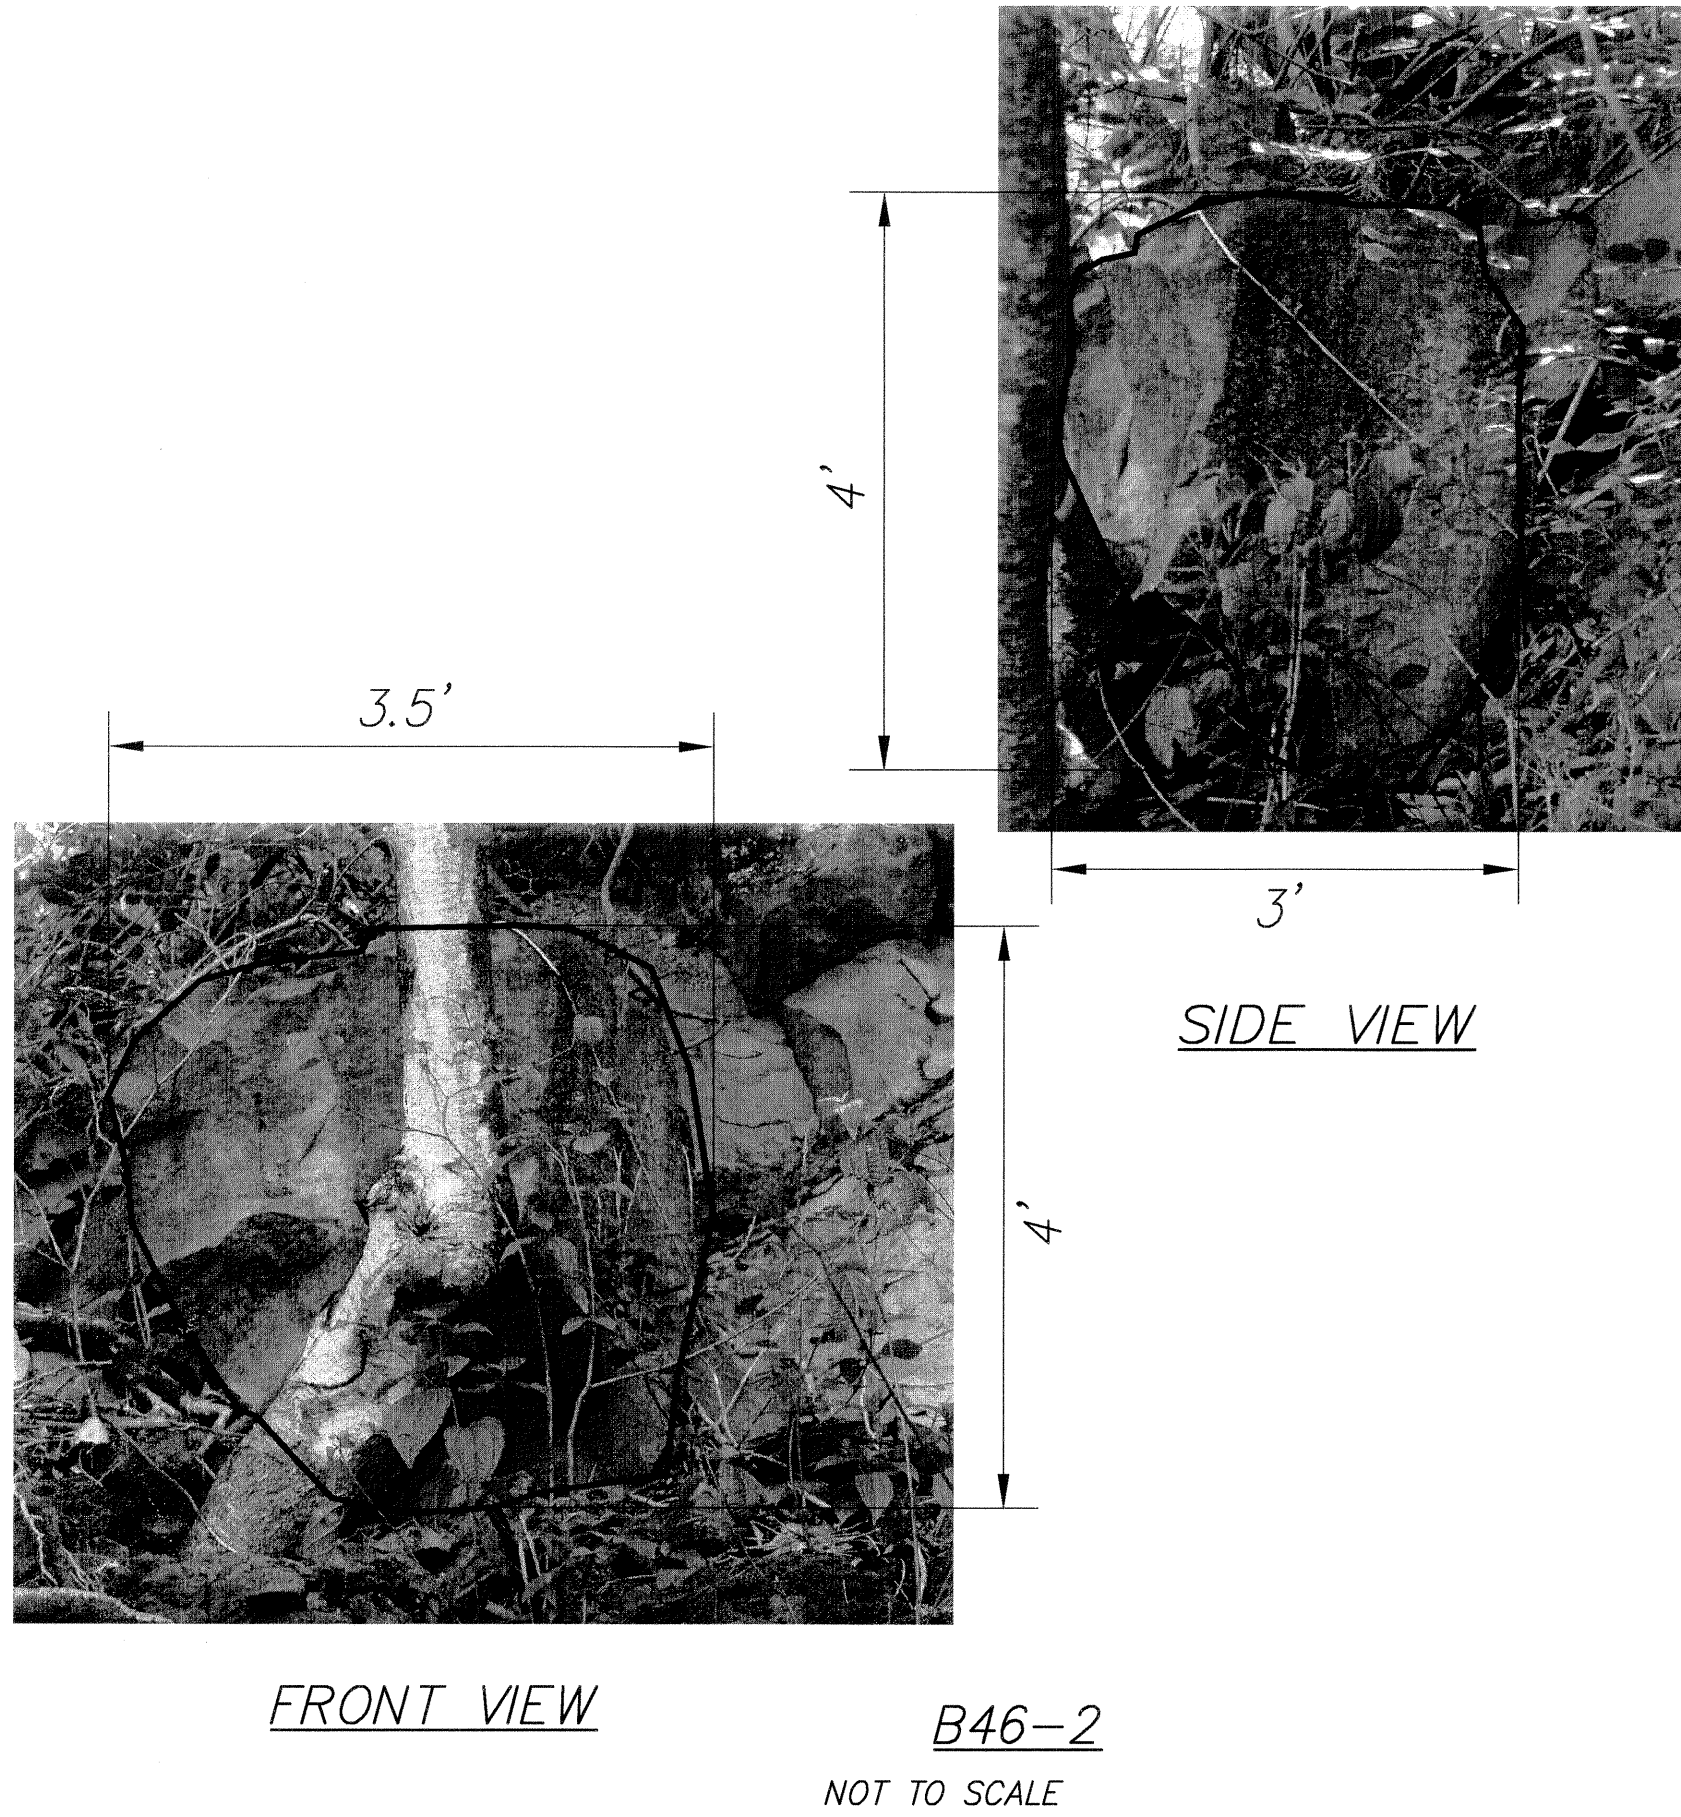 4'
3.5'
3'
SIDE VIEW
4'
FRONT VIEW
B46-2
NOT TO SCALE